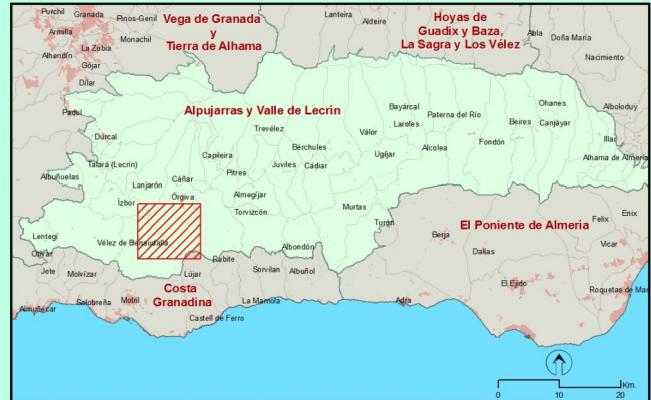 Purchil
Granada
Pinos-Genil
Armilla
Monachil
La Zubia
Alhendín
Gójar
Dílar
Vega de Granada
y
Tierra de Alhama
Lanteira
Aldeire
Hoyas de
Guadix y Baza,
La Sagra y Los Vélez
Abla
Doña María
Nacimiento
Padul
Dúrcal
Alpujarras y Valle de Lecrín
Trevélez
Bayárcal
Laroles
Paterna del Río
Ohanes
Alboloduy
Beires
Canjáyar
Válor
Bérchules
Alcolea
Fondón
Illar
Talará (Lecrín)
Capileira
Ugíjar
Alhama de Almería
Albuñuelas
Pitres
Juviles
Cádiar
Lanjarón
Cáñar
Órgiva
Almegíjar
Ízbor
Torvizcón
Murtas
Turón
El Poniente de Almería
Felix
Enix
Berja
Lentegí
Vélez de Benaudalla
Albondón
Dalías
Vícar
Otívar
Rubite
Jete
Molvízar
Lújar
Sorvilan
Albuñol
El Ejido
Roquetas de Mar
Costa
Granadina
Almuñecar
Salobreña
Motril
La Mamola
Adra
Castell de Ferro
Km.
0 10 20